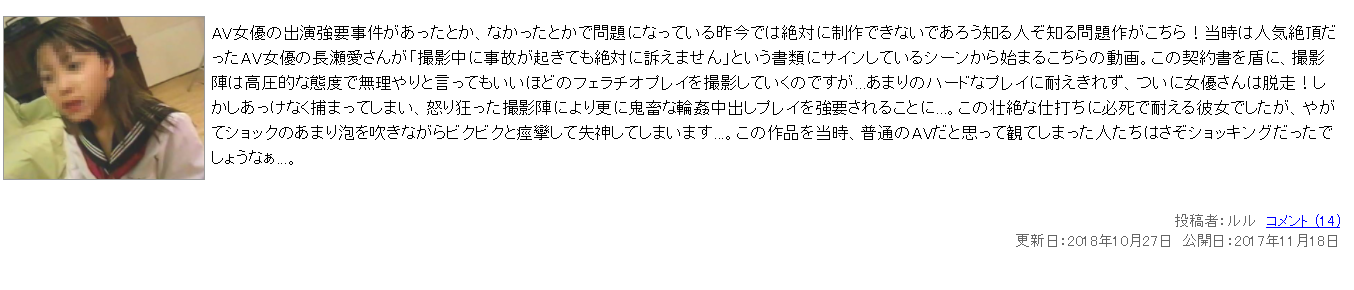 AV女優の出演強要事件があったとか、なかったとかで問題になっている昨今では絶対に制作できないであろう知る人ぞ知る問題作がこちら！当時は人気絶頂だ
ったAV女優の長瀬愛さんが「撮影中に事故が起きても絶対に訴えません」という書類にサインしているシーンから始まるこちらの動画。この契約書を盾に、撮影
陣は高圧的な態度で無理やりと言ってもいいほどのフェラチオプレイを撮影していくのですが…あまりのハードなプレイに耐えきれず、ついに女優さんは脱走！し
かしあっけなく捕まってしまい、怒り狂った撮影陣により更に鬼畜な輪姦中出しプレイを強要されることに…。この壮絶な仕打ちに必死で耐える彼女でしたが、やが
てショックのあまり泡を吹きながらビクビクと痙攣して失神してしまいます…。この作品を当時、普通のAVだと思って観てしまった人たちはさぞショッキングだったで
しょうなぁ…。
投稿者：ルル コメント (14)
更新日：2018年10月27日 公開日：2017年11月18日